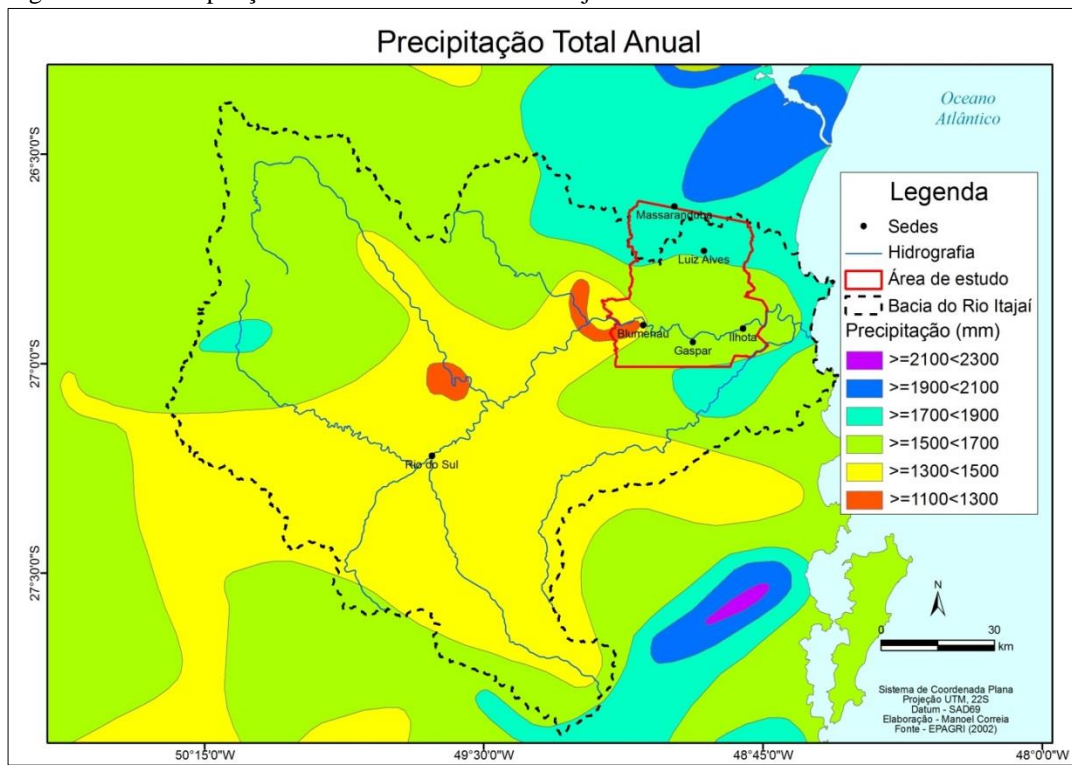 Precipitação Total Anual
Oceano
Atlântico
26°30'0"S
27°0'0"S
27°30'0"S
Massaranduba
Luiz Alves
Blumenau
Gaspar
Ilhota
Rio do Sul
Legenda
Sedes
Hidrografia
Área de estudo
Bacia do Rio Itajaí
Precipitação (mm)
>=2100<2300
>=1900<2100
>=1700<1900
>=1500<1700
>=1300<1500
>=1100<1300
N
0 30
km
Sistema de Coordenada Plana
Projeção UTM, 22S
Datum - SAD69
Elaboração - Manoel Correia
Fonte - EPAGRI (2002)
50°15'0"W 49°30'0"W 48°45'0"W 48°0'0"W